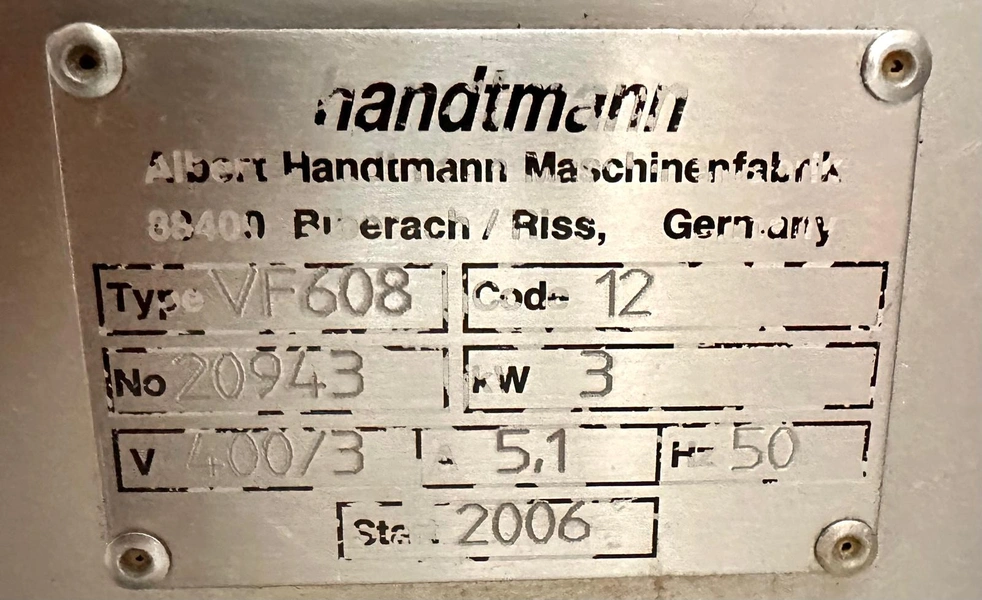 handtmann
Albert Handtmann Maschinenfabrik
88400 Biberach / Riss, Germany
Type VF608 Code 12
No 20943 kW 3
V 400/3 A 5,1 Hz 50
Start 2006